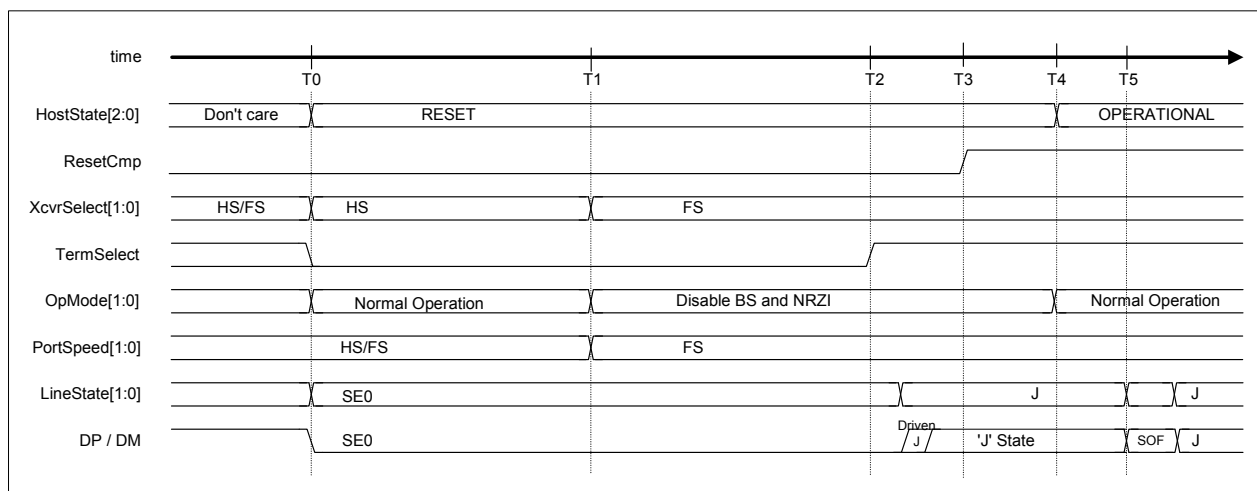 time
T0 T1 T2 T3 T4 T5
HostState[2:0] Don't care RESET OPERATIONAL
ResetCmp
XcvrSelect[1:0] HS/FS HS FS
TermSelect
OpMode[1:0] Normal Operation Disable BS and NRZI Normal Operation
PortSpeed[1:0] HS/FS FS
LineState[1:0] SE0 J J
Driven
DP / DM SE0 J 'J' State SOF J